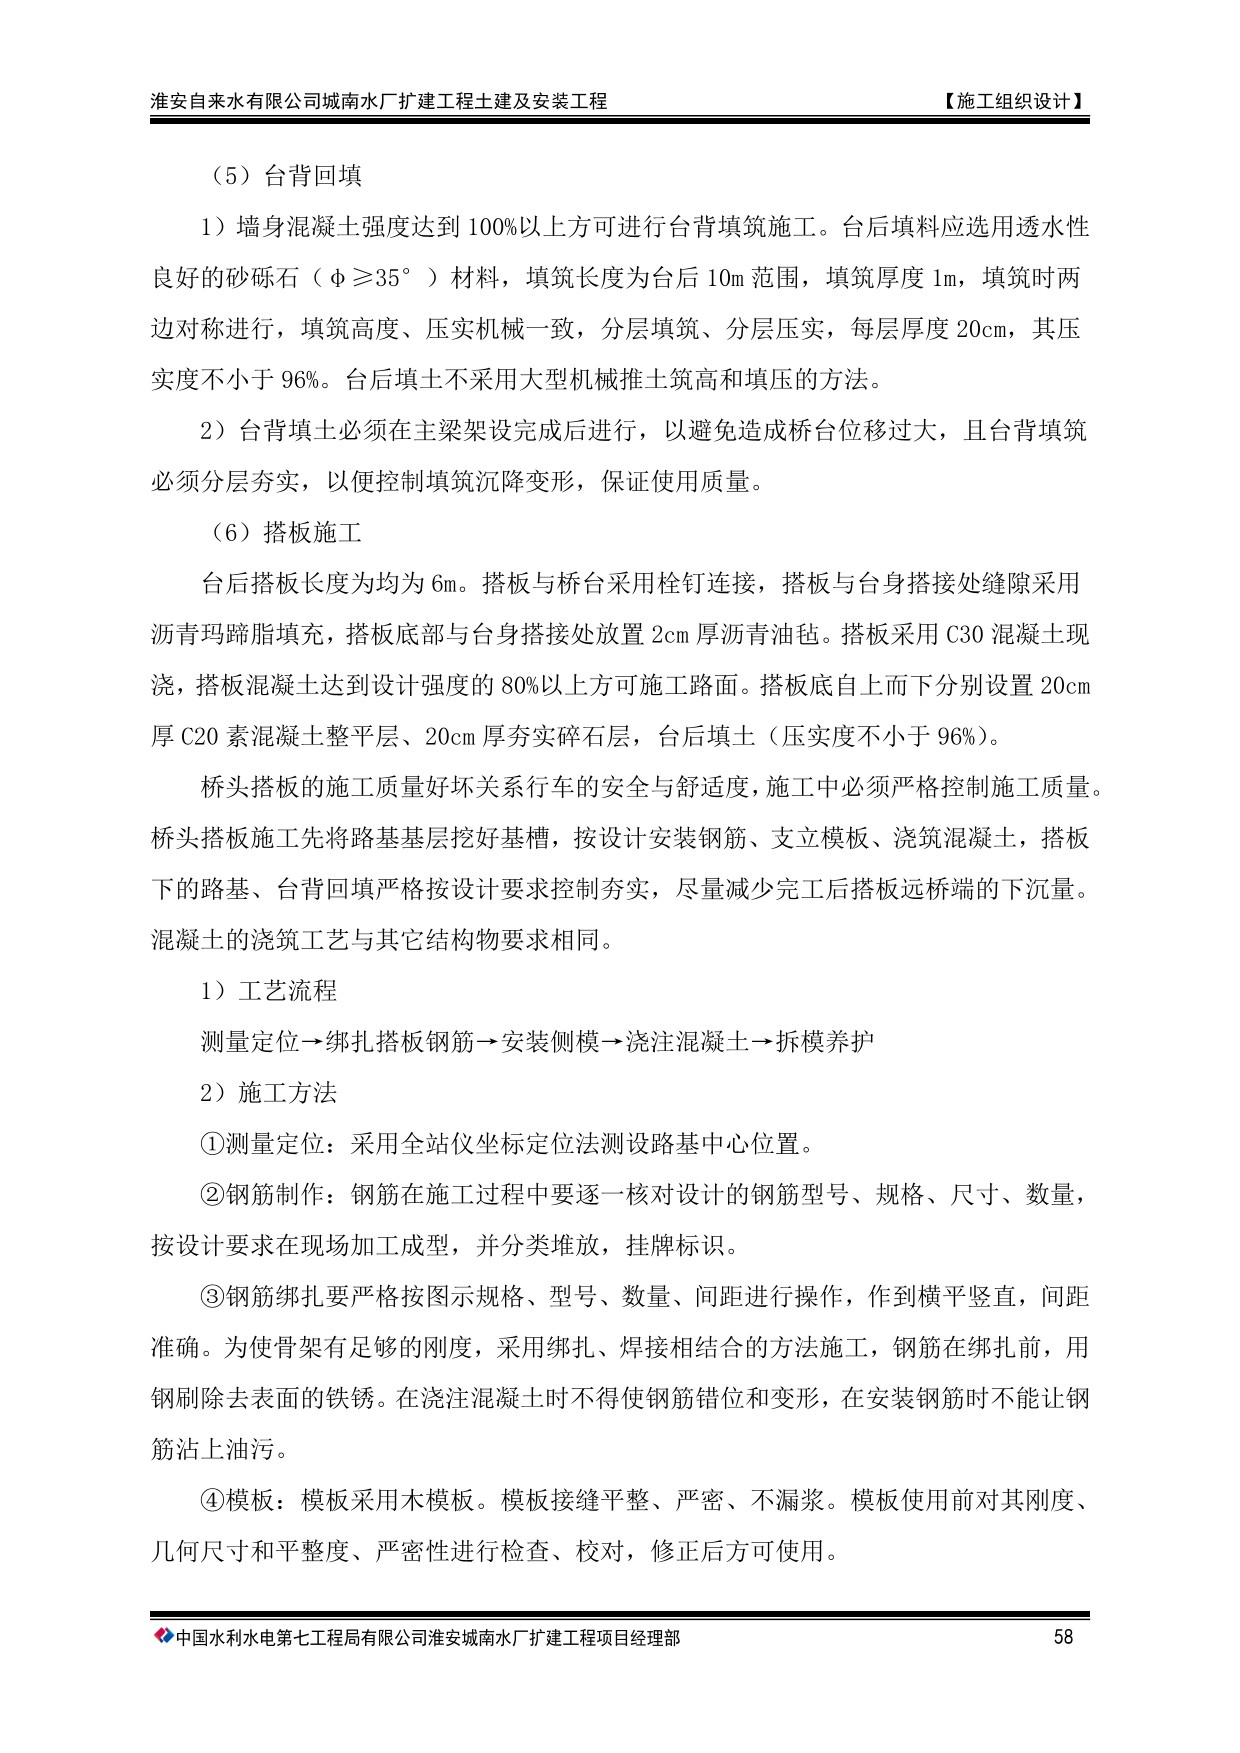 淮安自来水有限公司城南水厂扩建工程土建及安装工程 【施工组织设计】
（5）台背回填
1）墙身混凝土强度达到100%以上方可进行台背填筑施工。台后填料应选用透水性
良好的砂砾石（φ≥35°）材料，填筑长度为台后10m范围，填筑厚度1m，填筑时两
边对称进行，填筑高度、压实机械一致，分层填筑、分层压实，每层厚度20cm，其压
实度不小于96%。台后填土不采用大型机械推土筑高和填压的方法。
2）台背填土必须在主梁架设完成后进行，以避免造成桥台位移过大，且台背填筑
必须分层夯实，以便控制填筑沉降变形，保证使用质量。
（6）搭板施工
台后搭板长度为均为6m。搭板与桥台采用栓钉连接，搭板与台身搭接处缝隙采用
沥青玛蹄脂填充，搭板底部与台身搭接处放置2cm厚沥青油毡。搭板采用C30混凝土现
浇，搭板混凝土达到设计强度的80%以上方可施工路面。搭板底自上而下分别设置20cm
厚C20素混凝土整平层、20cm厚夯实碎石层，台后填土（压实度不小于96%）。
桥头搭板的施工质量好坏关系行车的安全与舒适度，施工中必须严格控制施工质量。
桥头搭板施工先将路基基层挖好基槽，按设计安装钢筋、支立模板、浇筑混凝土，搭板
下的路基、台背回填严格按设计要求控制夯实，尽量减少完工后搭板远桥端的下沉量。
混凝土的浇筑工艺与其它结构物要求相同。
1）工艺流程
测量定位→绑扎搭板钢筋→安装侧模→浇注混凝土→拆模养护
2）施工方法
①测量定位：采用全站仪坐标定位法测设路基中心位置。
②钢筋制作：钢筋在施工过程中要逐一核对设计的钢筋型号、规格、尺寸、数量，
按设计要求在现场加工成型，并分类堆放，挂牌标识。
③钢筋绑扎要严格按图示规格、型号、数量、间距进行操作，作到横平竖直，间距
准确。为使骨架有足够的刚度，采用绑扎、焊接相结合的方法施工，钢筋在绑扎前，用
钢刷除去表面的铁锈。在浇注混凝土时不得使钢筋错位和变形，在安装钢筋时不能让钢
筋沾上油污。
④模板：模板采用木模板。模板接缝平整、严密、不漏浆。模板使用前对其刚度、
几何尺寸和平整度、严密性进行检查、校对，修正后方可使用。
中国水利水电第七工程局有限公司淮安城南水厂扩建工程项目经理部 58